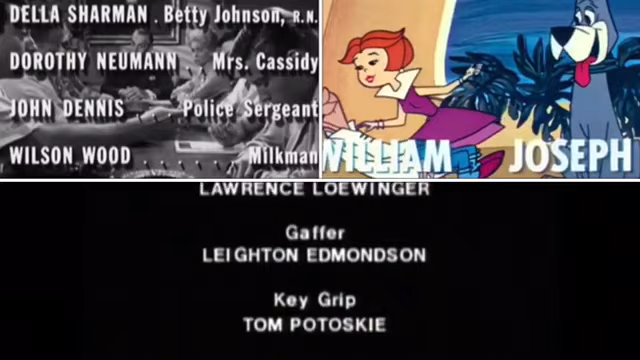 DELLA SHARMAN . Betty Johnson, R.N.
DOROTHY NEUMANN . Mrs. Cassidy
JOHN DENNIS . . . . . Police Sergeant
WILSON WOOD . . . . . . Milkman
WILLIAM JOSEPH
LAWRENCE LOEWINGER
Gaffer
LEIGHTON EDMONDSON
Key Grip
TOM POTOSKIE